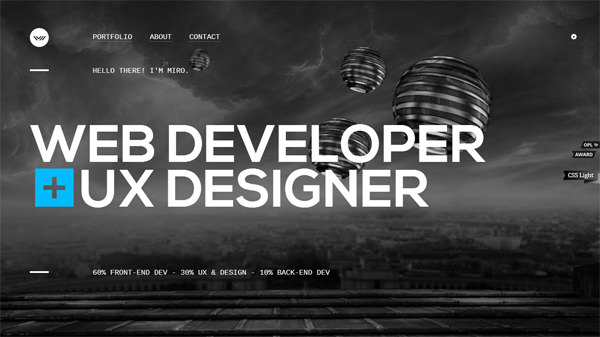 PORTFOLIO ABOUT CONTACT
HELLO THERE! I'M MIRO.
WEB DEVELOPER
+ UX DESIGNER
OPL
AWARD
CSS Light
60% FRONT-END DEV - 30% UX & DESIGN - 10% BACK-END DEV